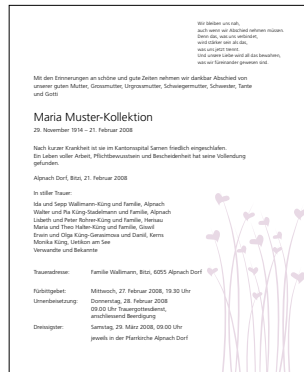 Wir bleiben uns nah,
auch wenn wir Abschied nehmen müssen.
Denn das, was uns verbindet,
wird stärker sein als das,
was uns jetzt trennt.
Und unsere Liebe wird all das bewahren,
was wir füreinander gewesen sind.
Mit den Erinnerungen an schöne und gute Zeiten nehmen wir dankbar Abschied von
unserer guten Mutter, Grossmutter, Urgrossmutter, Schwiegermutter, Schwester, Tante
und Gotti
Maria Muster-Kollektion
29. November 1914 – 21. Februar 2008
Nach kurzer Krankheit ist sie im Kantonsspital Sarnen friedlich eingeschlafen.
Ein Leben voller Arbeit, Pflichtbewusstsein und Bescheidenheit hat seine Vollendung
gefunden.
Alpnach Dorf, Bitzi, 21. Februar 2008
In stiller Trauer:
Ida und Sepp Wallimann-Küng und Familie, Alpnach
Walter und Pia Küng-Stadelmann und Familie, Alpnach
Lisbeth und Peter Rohrer-Küng und Familie, Herisau
Maria und Theo Halter-Küng und Familie, Giswil
Erwin und Olga Küng-Gerasimova und Daniil, Kerns
Monika Küng, Uetikon am See
Verwandte und Bekannte
Traueradresse: Familie Wallimann, Bitzi, 6055 Alpnach Dorf
Fürbittgebet: Mittwoch, 27. Februar 2008, 19.30 Uhr
Urnenbeisetzung: Donnerstag, 28. Februar 2008
09.00 Uhr Trauergottesdienst,
anschliessend Beerdigung
Dreissigster: Samstag, 29. März 2008, 09.00 Uhr
jeweils in der Pfarrkirche Alpnach Dorf